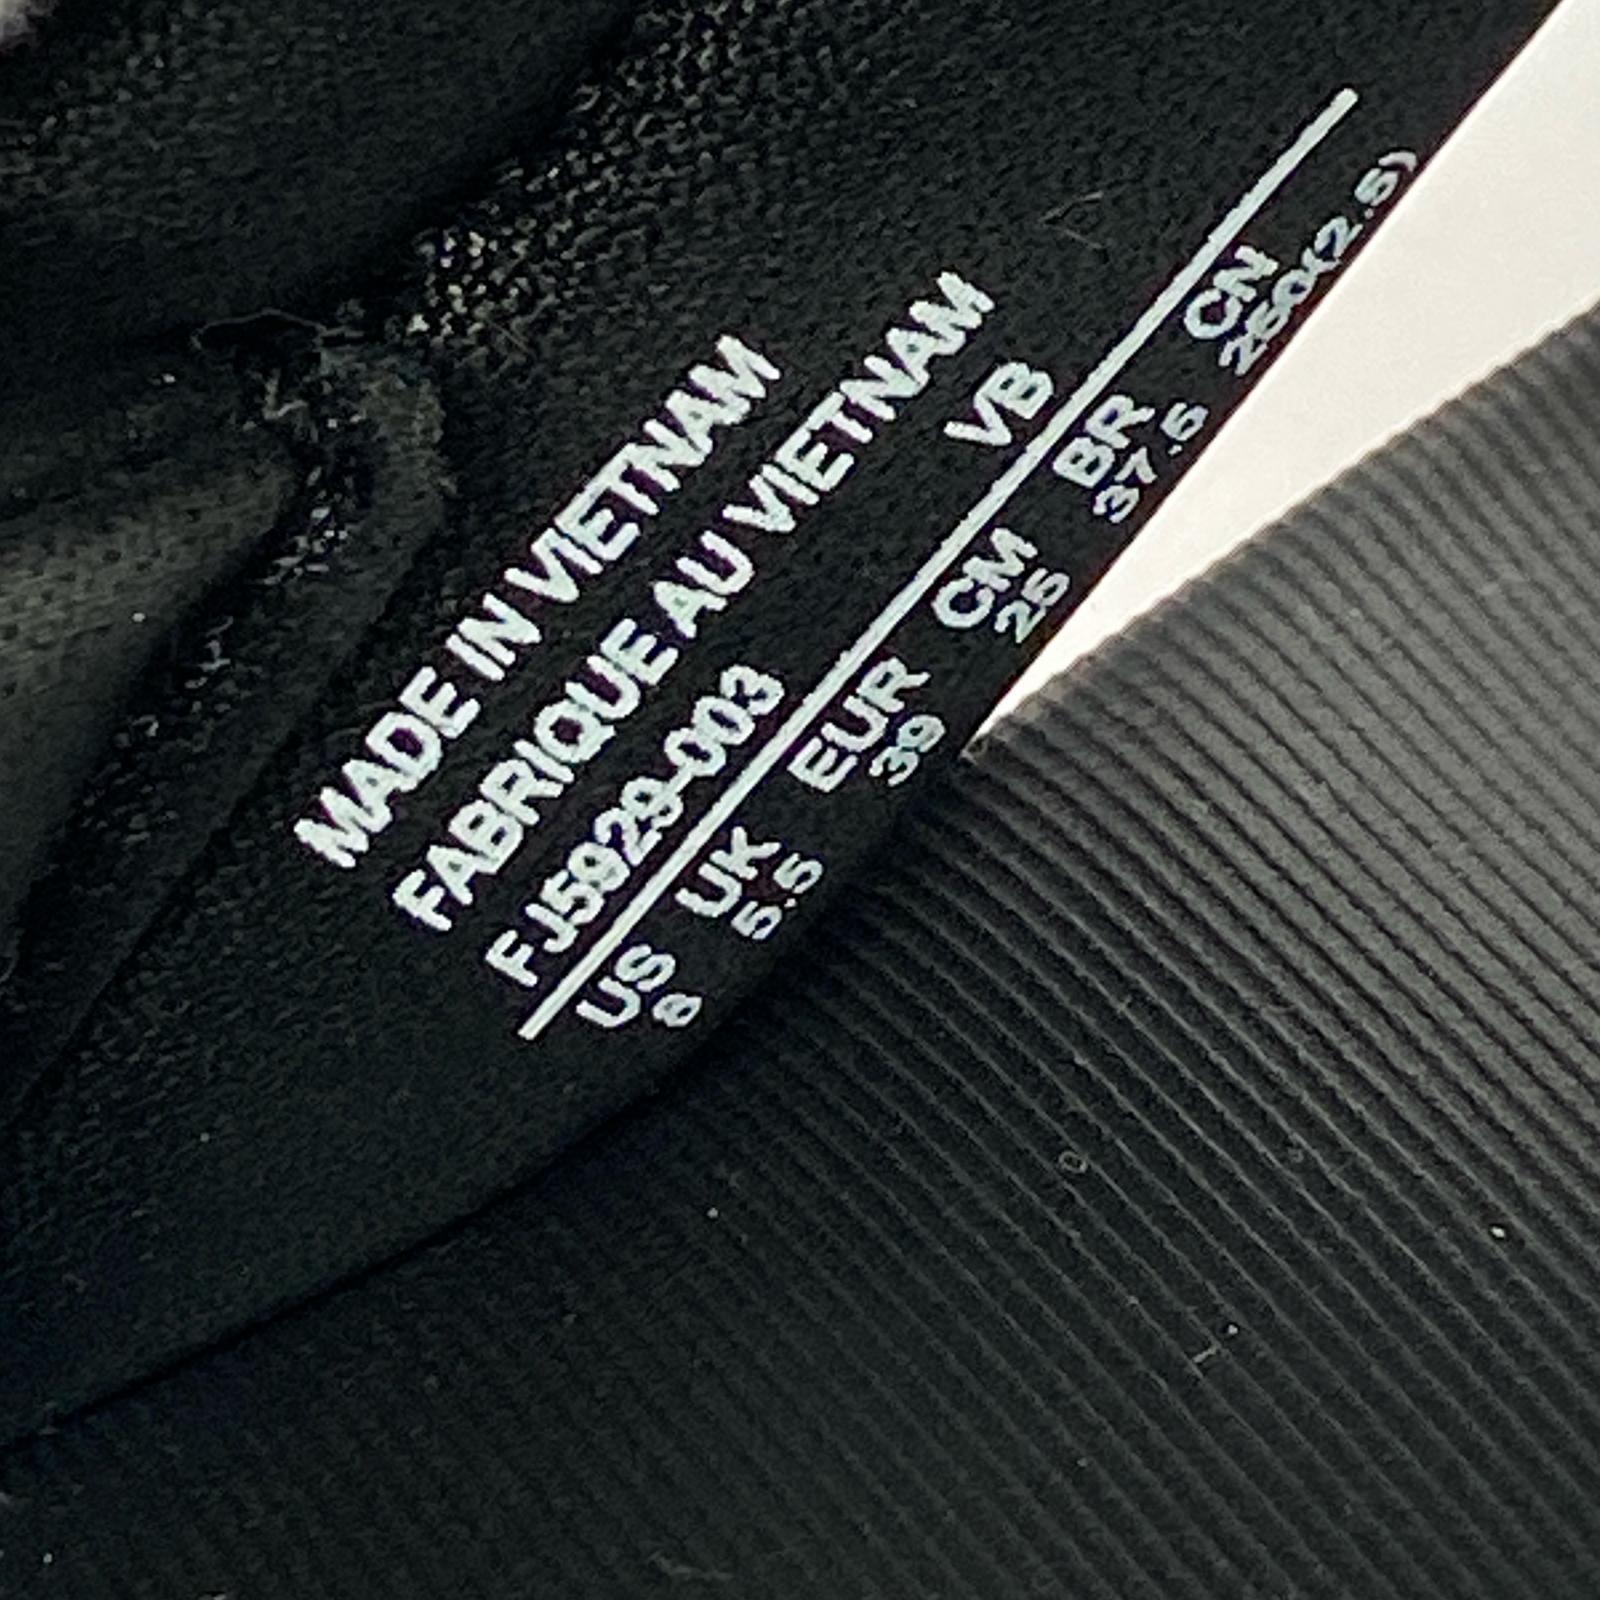 MADE IN VIETNAM
FABRIQUE AU VIETNAM
FJ5929-003 VB
US UK EUR CM BR CN
8 5.5 39 25 37.5 250(2.5)